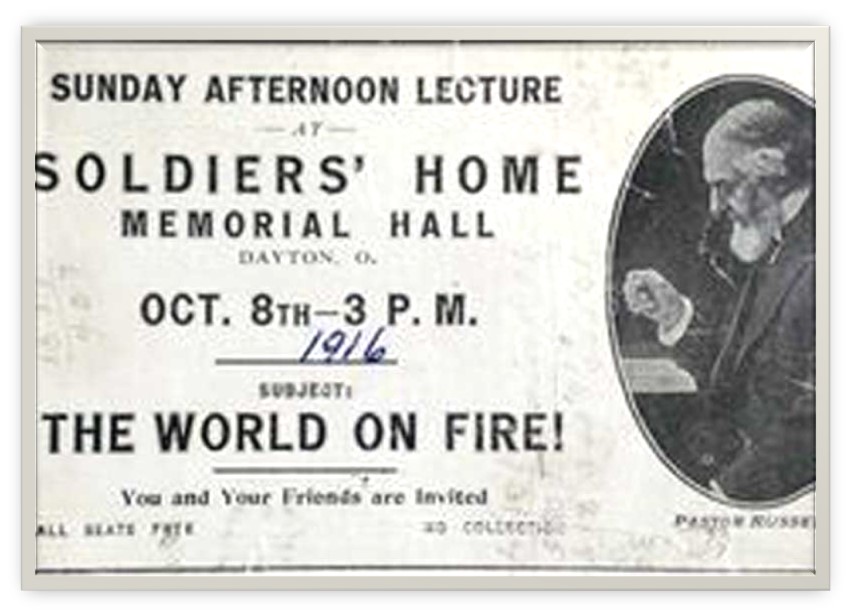 SUNDAY AFTERNOON LECTURE
—AT—
SOLDIERS' HOME
MEMORIAL HALL
DAYTON, O.
OCT. 8TH–3 P. M.
1916
SUBJECT:
THE WORLD ON FIRE!
You and Your Friends are Invited
ALL SEATS FREE NO COLLECTION
PASTOR RUSSE